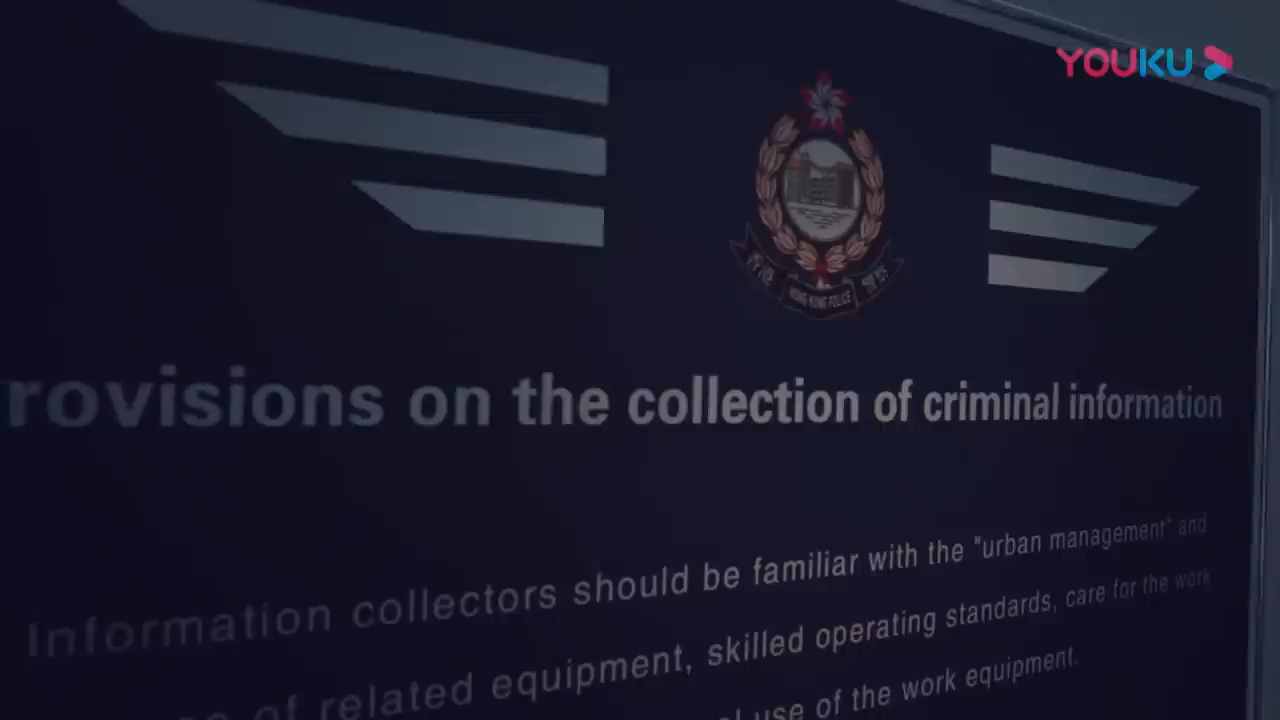 YOUKU
HONG KONG POLICE
rovisions on the collection of criminal information
Information collectors should be familiar with the "urban management" and
of related equipment, skilled operating standards, care for the work
use of the work equipment.